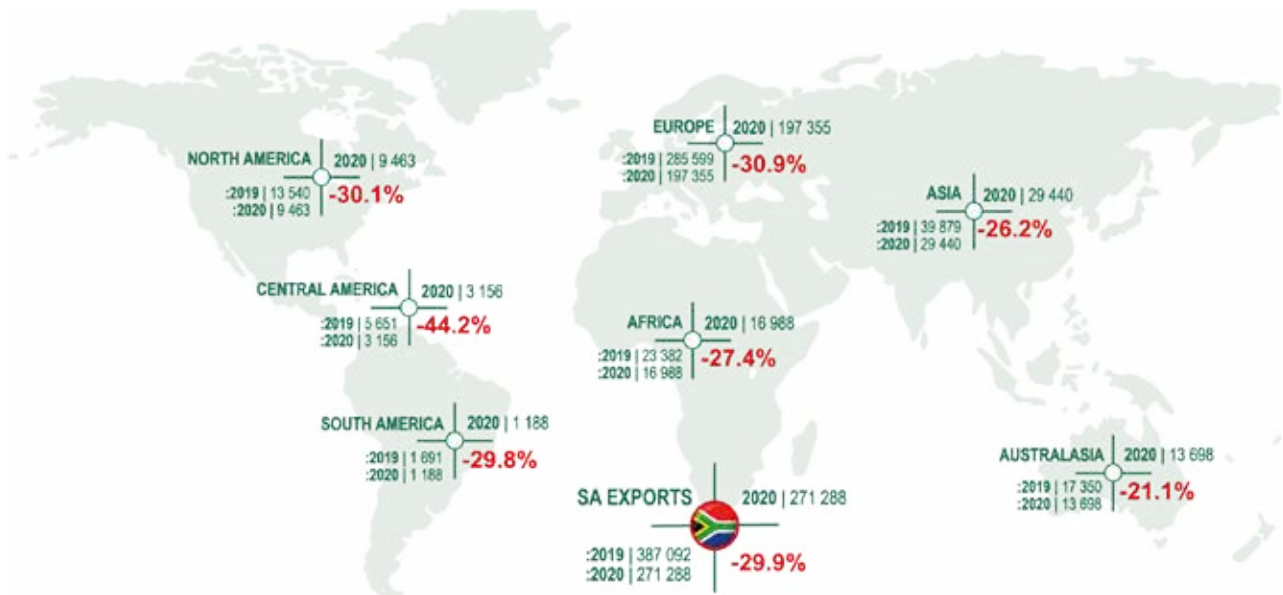 NORTH AMERICA 2020 | 9 463
:2019 | 13 540
:2020 | 9 463
-30.1%
EUROPE 2020 | 197 355
:2019 | 285 599
:2020 | 197 355
-30.9%
ASIA 2020 | 29 440
:2019 | 39 879
:2020 | 29 440
-26.2%
CENTRAL AMERICA 2020 | 3 156
:2019 | 5 651
:2020 | 3 156
-44.2%
AFRICA 2020 | 16 988
:2019 | 23 382
:2020 | 16 988
-27.4%
SOUTH AMERICA 2020 | 1 188
:2019 | 1 691
:2020 | 1 188
-29.8%
AUSTRALASIA 2020 | 13 698
:2019 | 17 350
:2020 | 13 698
-21.1%
SA EXPORTS 2020 | 271 288
:2019 | 387 092
:2020 | 271 288
-29.9%